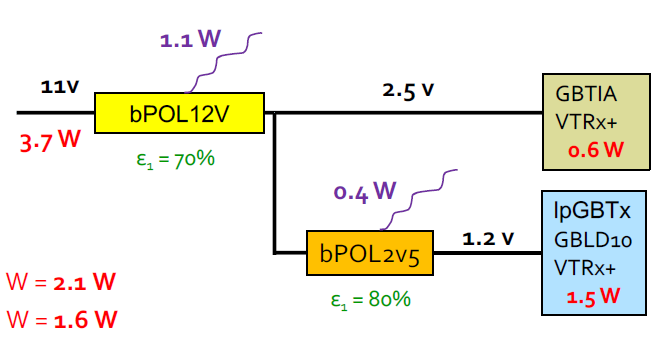 1.1 W
11v
2.5 v
bPOL12V
3.7 W
ε₁ = 70%
GBTIA
VTRx+
0.6 W
0.4 W
1.2 v
bPOL2v5
ε₁ = 80%
lpGBTx
GBLD10
VTRx+
1.5 W
W = 2.1 W
W = 1.6 W